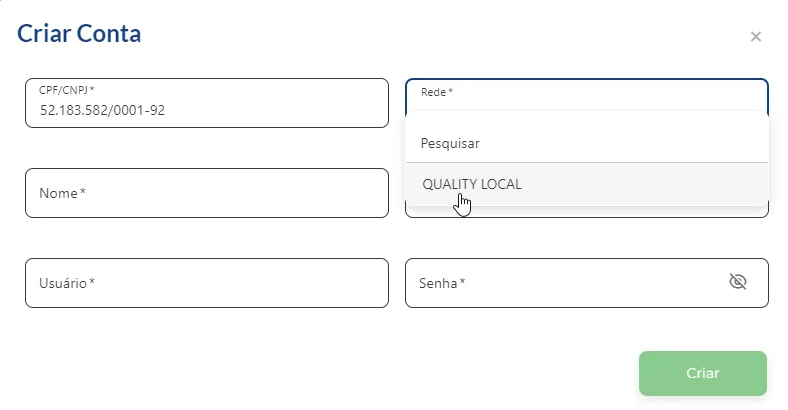 Criar Conta
CPF/CNPJ *
52.183.582/0001-92
Rede *
Pesquisar
QUALITY LOCAL
Nome *
Usuário *
Senha *
Criar